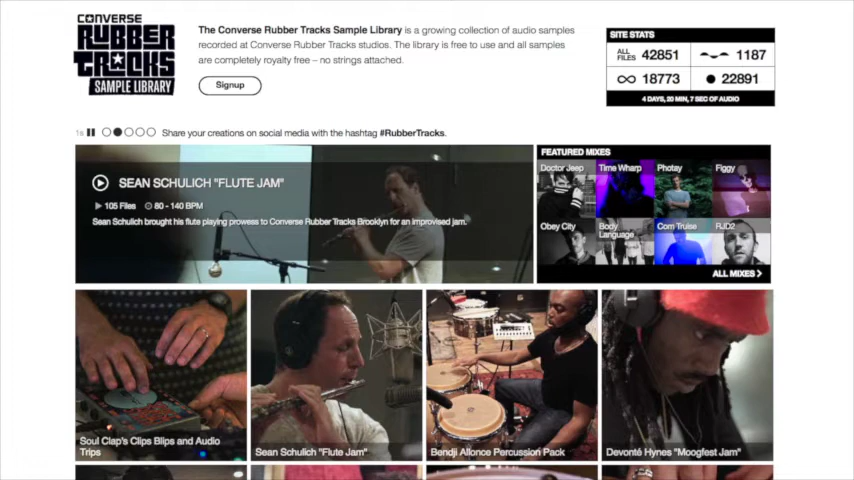 CONVERSE
RUBBER
TRACKS
SAMPLE LIBRARY
The Converse Rubber Tracks Sample Library is a growing collection of audio samples
recorded at Converse Rubber Tracks studios. The library is free to use and all samples
are completely royalty free – no strings attached.
Signup
SITE STATS
ALL FILES 42851
1187
18773
22891
4 DAYS, 20 MIN, 7 SEC OF AUDIO
Share your creations on social media with the hashtag #RubberTracks.
SEAN SCHULICH "FLUTE JAM"
105 Files 80 - 140 BPM
Sean Schulich brought his flute playing prowess to Converse Rubber Tracks Brooklyn for an improvised jam.
FEATURED MIXES
Doctor Jeep Time Wharp Photay Figgy
Obey City Body Language Com Truise RJD2
ALL MIXES
Soul Clap's Clips Blips and Audio
Trips
Sean Schulich "Flute Jam"
Bendji Allonce Percussion Pack
Devonté Hynes "Moogfest Jam"